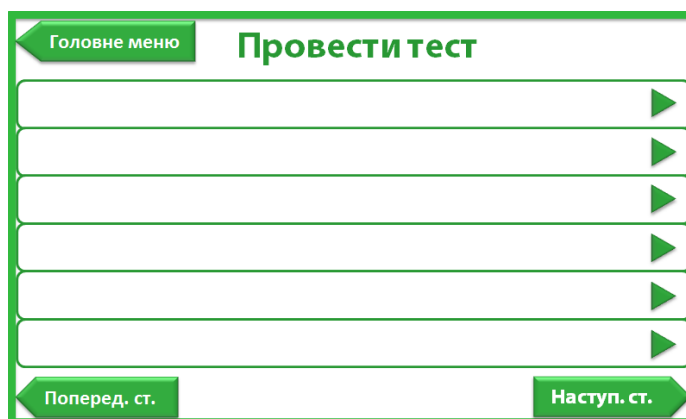 Головне меню
Провести тест
Поперед. ст.
Наступ. ст.